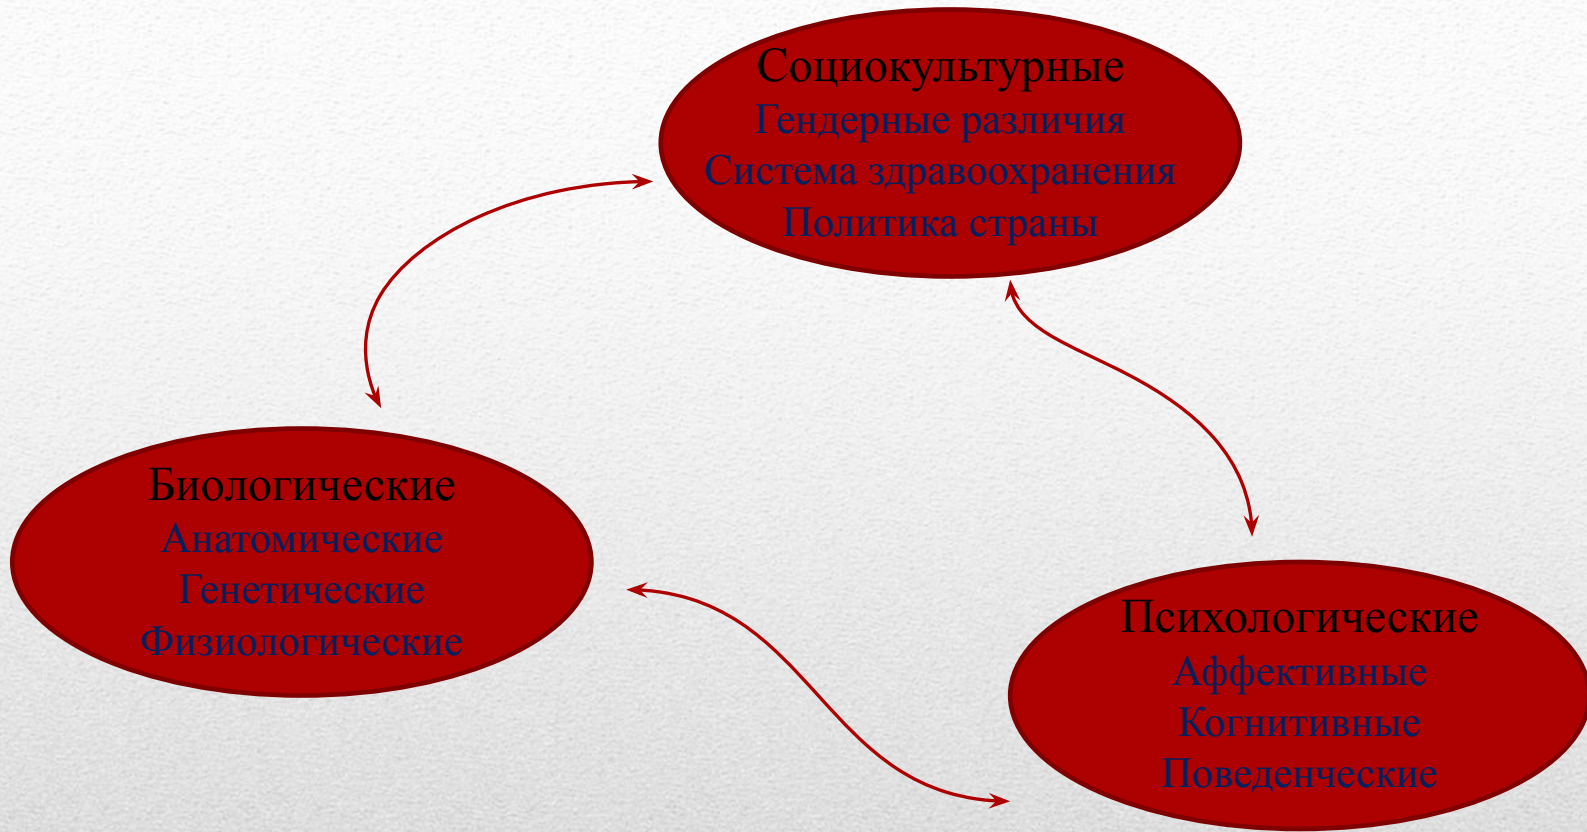 Социокультурные
Гендерные различия
Система здравоохранения
Политика страны
Биологические
Анатомические
Генетические
Физиологические
Психологические
Аффективные
Когнитивные
Поведенческие